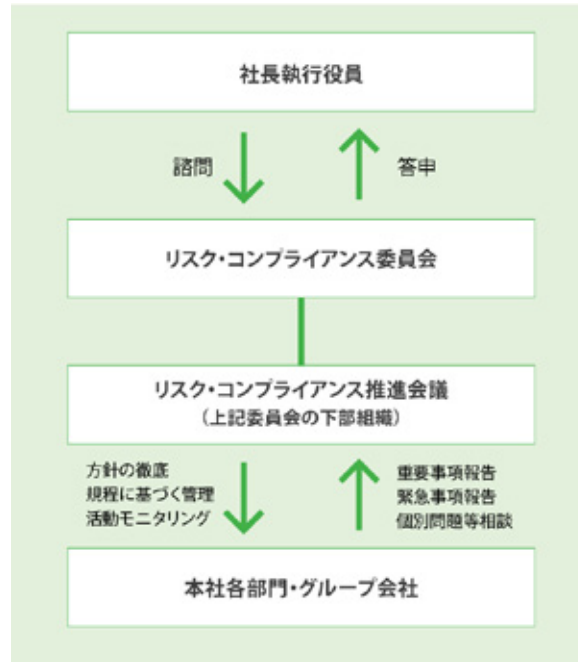 社長執行役員
諮問
答申
リスク・コンプライアンス委員会
リスク・コンプライアンス推進会議
(上記委員会の下部組織)
方針の徹底
規程に基づく管理
活動モニタリング
重要事項報告
緊急事項報告
個別問題等相談
本社各部門・グループ会社